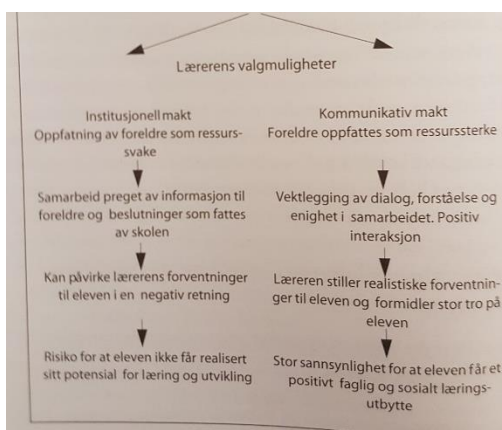 Lærerens valgmuligheter
Institusjonell makt
Oppfatning av foreldre som ressurs-
svake
Samarbeid preget av informasjon til
foreldre og beslutninger som fattes
av skolen
Kan påvirke lærerens forventninger
til eleven i en negativ retning
Risiko for at eleven ikke får realisert
sitt potensial for læring og utvikling
Kommunikativ makt
Foreldre oppfattes som ressurssterke
Vektlegging av dialog, forståelse og
enighet i samarbeidet. Positiv
interaksjon
Læreren stiller realistiske forventnin-
ger til eleven og formidler stor tro på
eleven
Stor sannsynlighet for at eleven får et
positivt faglig og sosialt lærings-
utbytte